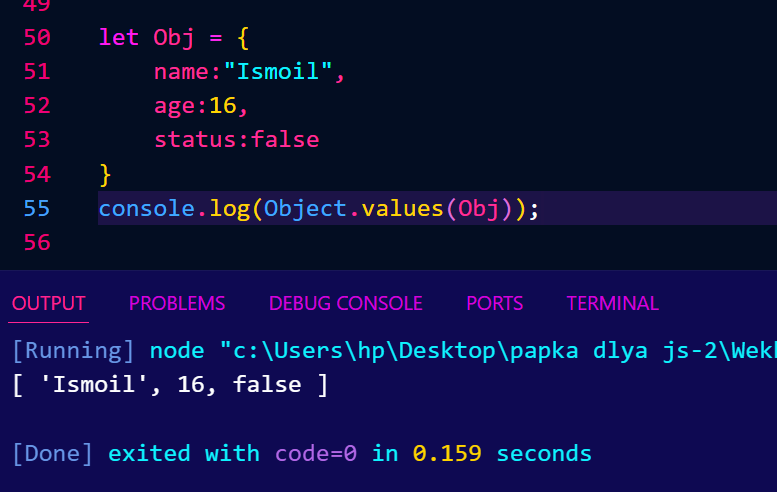 49
50 let Obj = {
51 name:"Ismoil",
52 age:16,
53 status:false
54 }
55 console.log(Object.values(Obj));
56
OUTPUT PROBLEMS DEBUG CONSOLE PORTS TERMINAL
[Running] node "c:\Users\hp\Desktop\papka dlya js-2\Wek
[ 'Ismoil', 16, false ]
[Done] exited with code=0 in 0.159 seconds